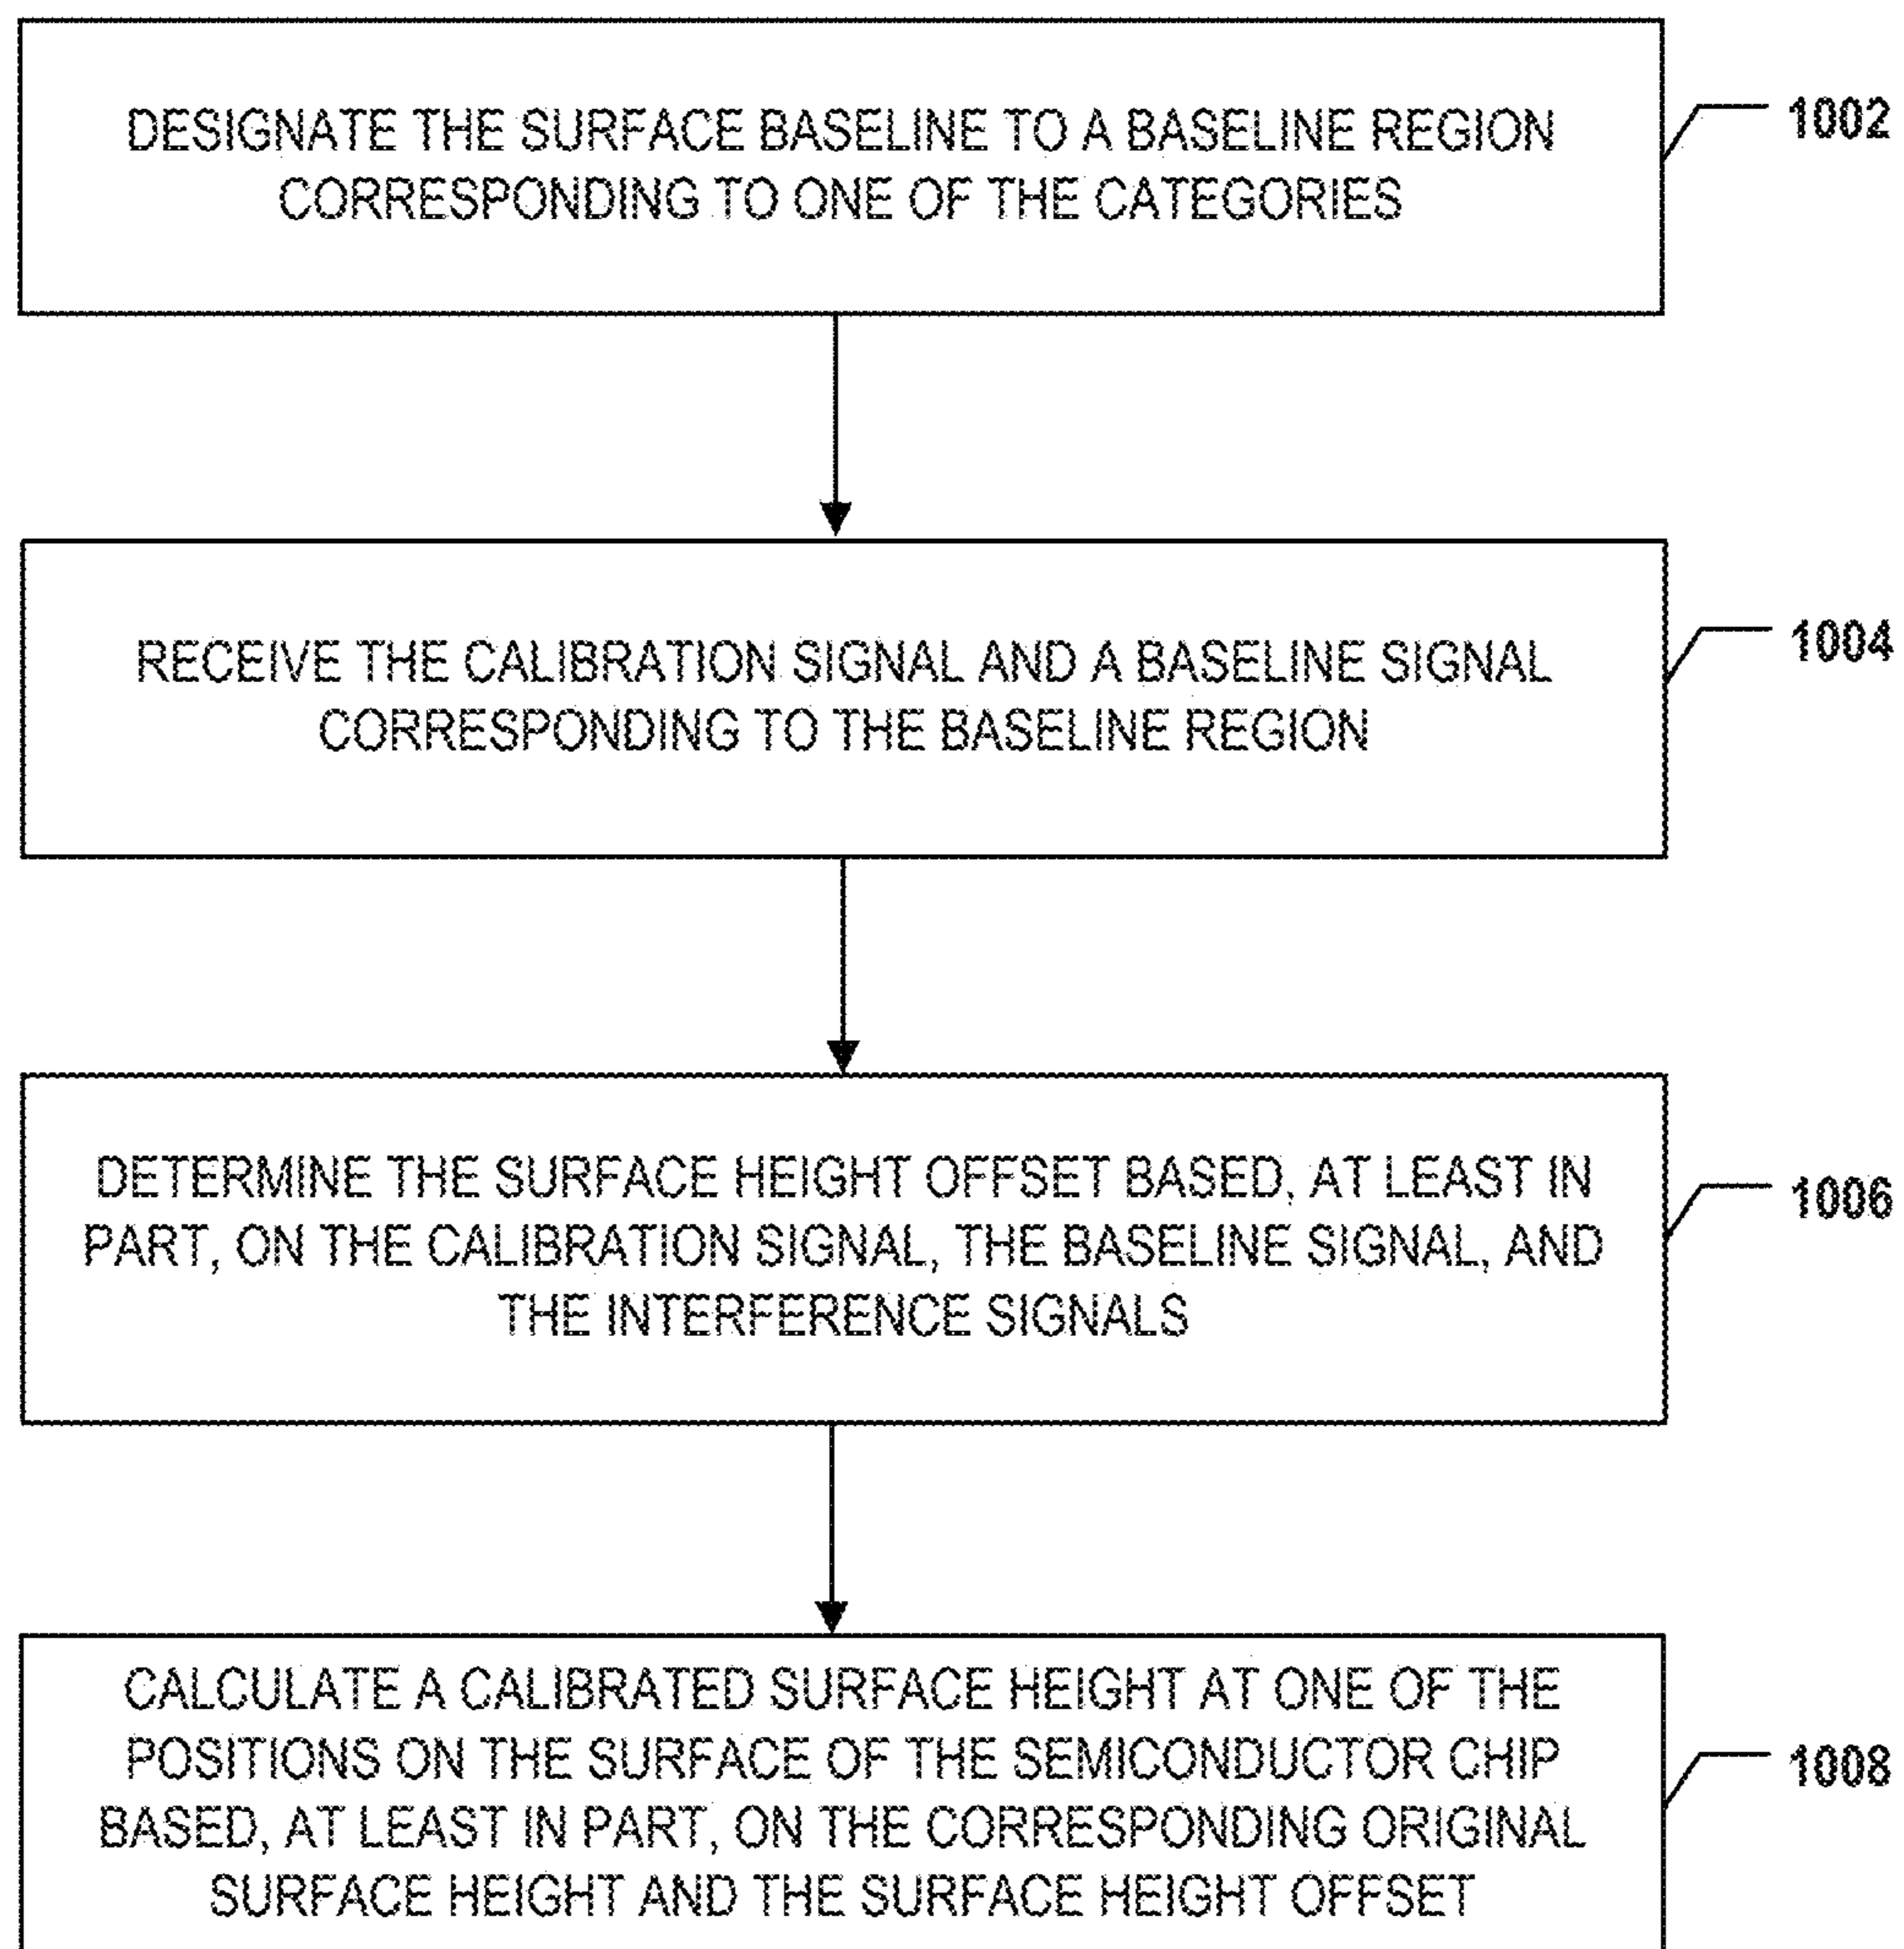 DESIGNATE THE SURFACE BASELINE TO A BASELINE REGION
CORRESPONDING TO ONE OF THE CATEGORIES
1002
RECEIVE THE CALIBRATION SIGNAL AND A BASELINE SIGNAL
CORRESPONDING TO THE BASELINE REGION
1004
DETERMINE THE SURFACE HEIGHT OFFSET BASED, AT LEAST IN
PART, ON THE CALIBRATION SIGNAL, THE BASELINE SIGNAL, AND
THE INTERFERENCE SIGNALS
1006
CALCULATE A CALIBRATED SURFACE HEIGHT AT ONE OF THE
POSITIONS ON THE SURFACE OF THE SEMICONDUCTOR CHIP
BASED, AT LEAST IN PART, ON THE CORRESPONDING ORIGINAL
SURFACE HEIGHT AND THE SURFACE HEIGHT OFFSET
1008